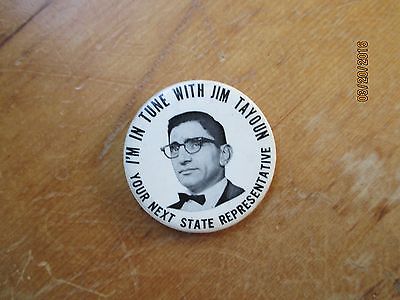 I'M IN TUNE WITH JIM TAYOUN
YOUR NEXT STATE REPRESENTATIVE
03/20/2016